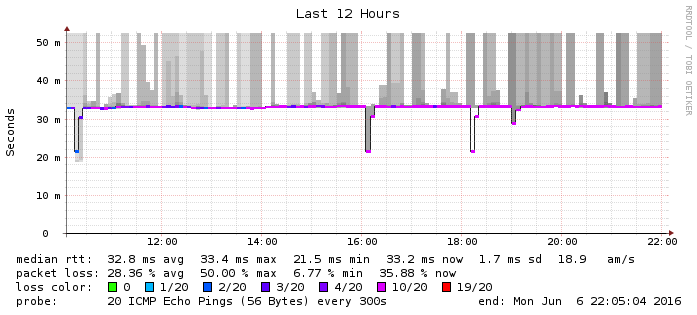 Last 12 Hours
RRDTOOL / TOBI OETIKER
Seconds
50 m
40 m
30 m
20 m
10 m
0
12:00 14:00 16:00 18:00 20:00 22:00
median rtt: 32.8 ms avg 33.4 ms max 21.5 ms min 33.2 ms now 1.7 ms sd 18.9 am/s
packet loss: 28.36 % avg 50.00 % max 6.77 % min 35.88 % now
loss color: 0 1/20 2/20 3/20 4/20 10/20 19/20
probe: 20 ICMP Echo Pings (56 Bytes) every 300s end: Mon Jun 6 22:05:04 2016